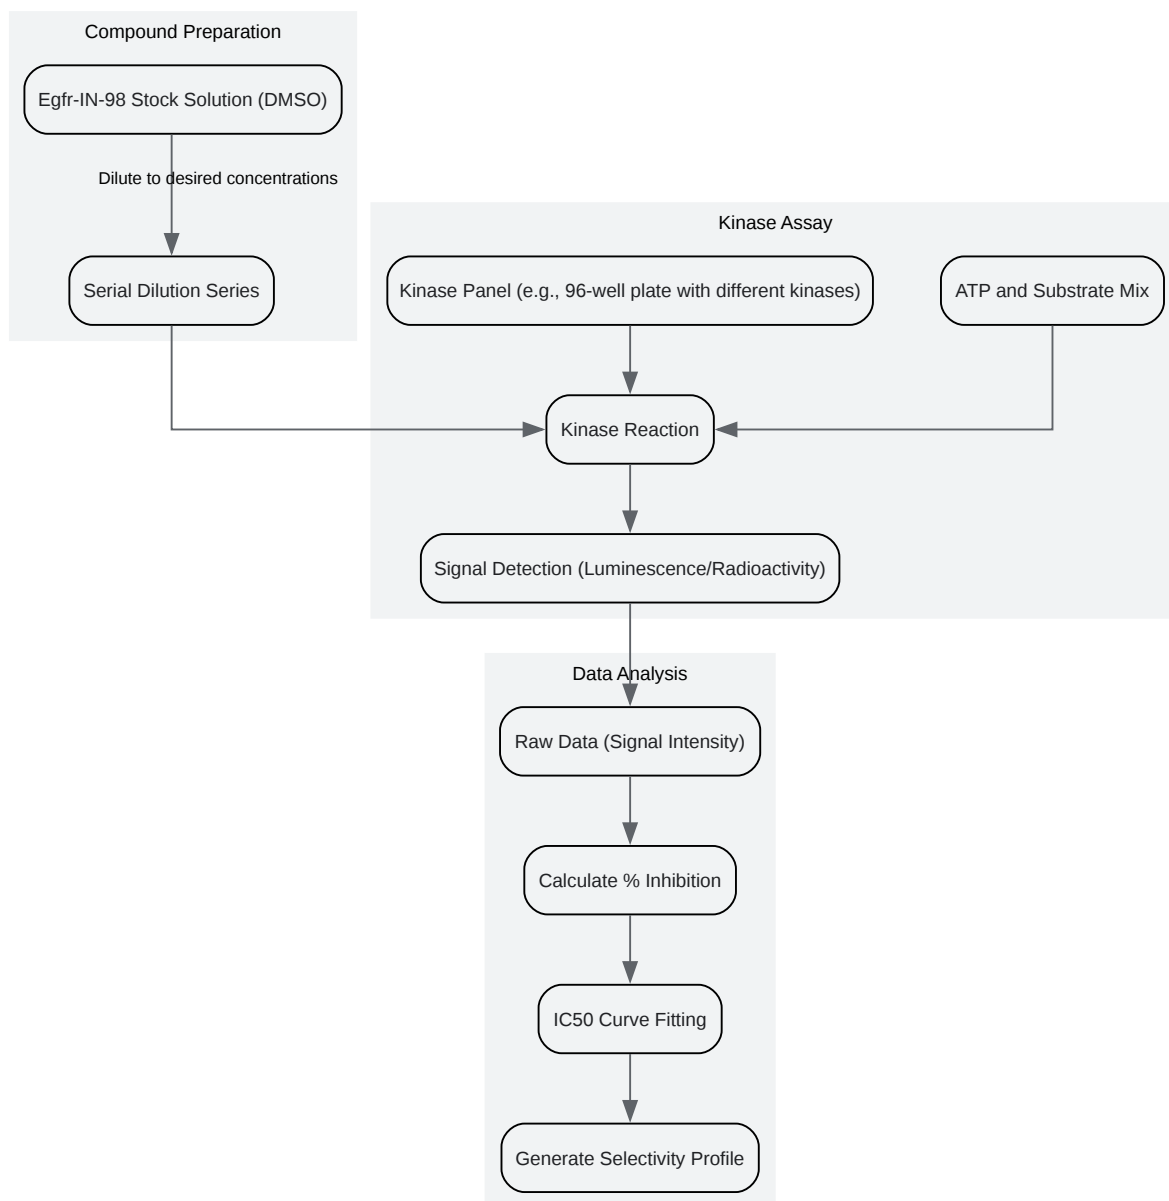 Compound Preparation
Egfr-IN-98 Stock Solution (DMSO)
Dilute to desired concentrations
Serial Dilution Series
Kinase Assay
Kinase Panel (e.g., 96-well plate with different kinases)
ATP and Substrate Mix
Kinase Reaction
Signal Detection (Luminescence/Radioactivity)
Data Analysis
Raw Data (Signal Intensity)
Calculate % Inhibition
IC50 Curve Fitting
Generate Selectivity Profile